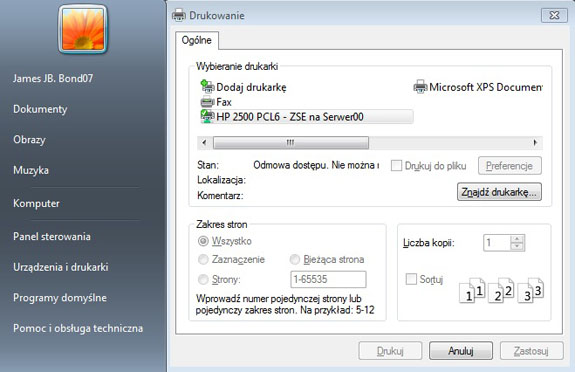 James JB. Bond07
Dokumenty
Obrazy
Muzyka
Komputer
Panel sterowania
Urządzenia i drukarki
Programy domyślne
Pomoc i obsługa techniczna
Drukowanie
Ogólne
Wybieranie drukarki
Dodaj drukarkę
Microsoft XPS Documen
Fax
HP 2500 PCL6 - ZSE na Serwer00
Stan: Odmowa dostępu. Nie można
Drukuj do pliku
Preferencje
Lokalizacja:
Komentarz:
Znajdź drukarkę...
Zakres stron
Wszystko
Zaznaczenie
Bieżąca strona
Strony:
1-65535
Wprowadź numer pojedynczej strony lub
pojedynczy zakres stron. Na przykład: 5-12
Liczba kopii:
1
Sortuj
1 1 2 2 3 3
Drukuj
Anuluj
Zastosuj